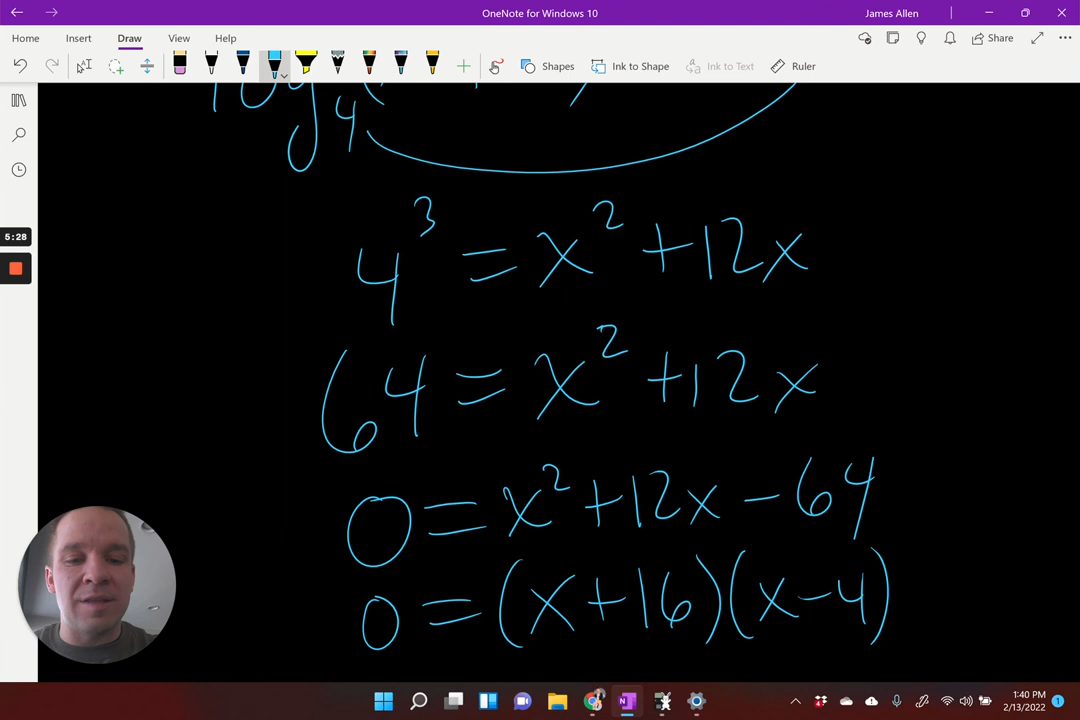 OneNote for Windows 10
James Allen
Home Insert Draw View Help
Share
Shapes
Ink to Shape
Ink to Text
Ruler
log₄(
5:28
4³ = x² + 12x
64 = x² + 12x
0 = x² + 12x - 64
0 = (x + 16)(x - 4)
1:40 PM
2/13/2022
1